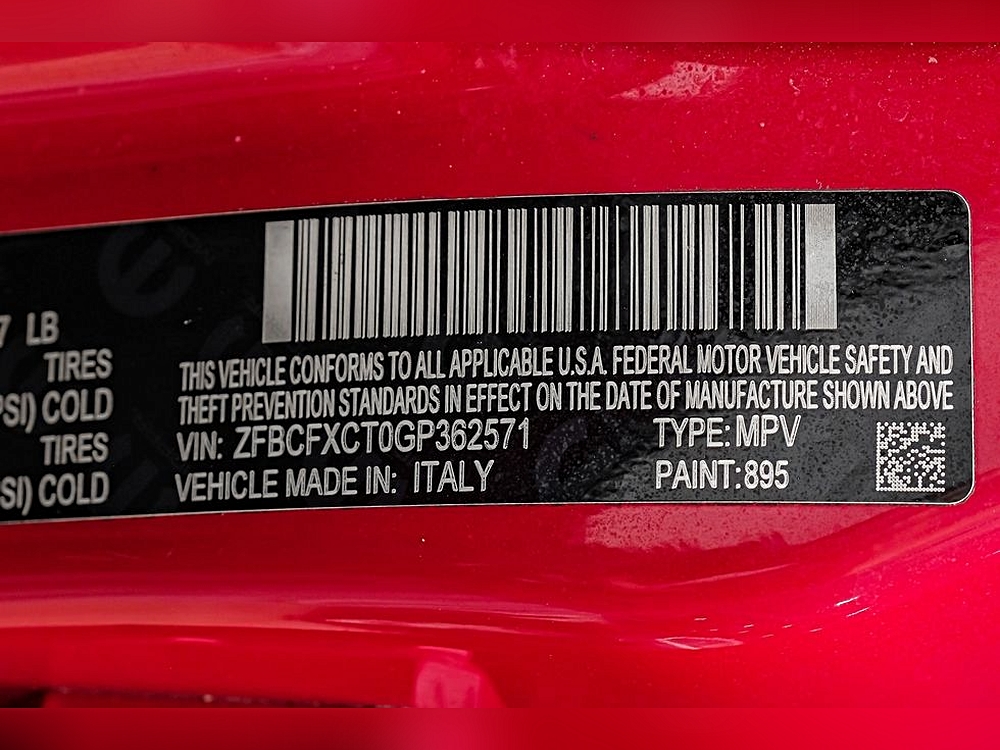 7 LB
TIRES
PSI) COLD
TIRES
PSI) COLD
THIS VEHICLE CONFORMS TO ALL APPLICABLE U.S.A. FEDERAL MOTOR VEHICLE SAFETY AND
THEFT PREVENTION STANDARDS IN EFFECT ON THE DATE OF MANUFACTURE SHOWN ABOVE
VIN: ZFBCFXCT0GP362571 TYPE: MPV
VEHICLE MADE IN: ITALY PAINT: 895